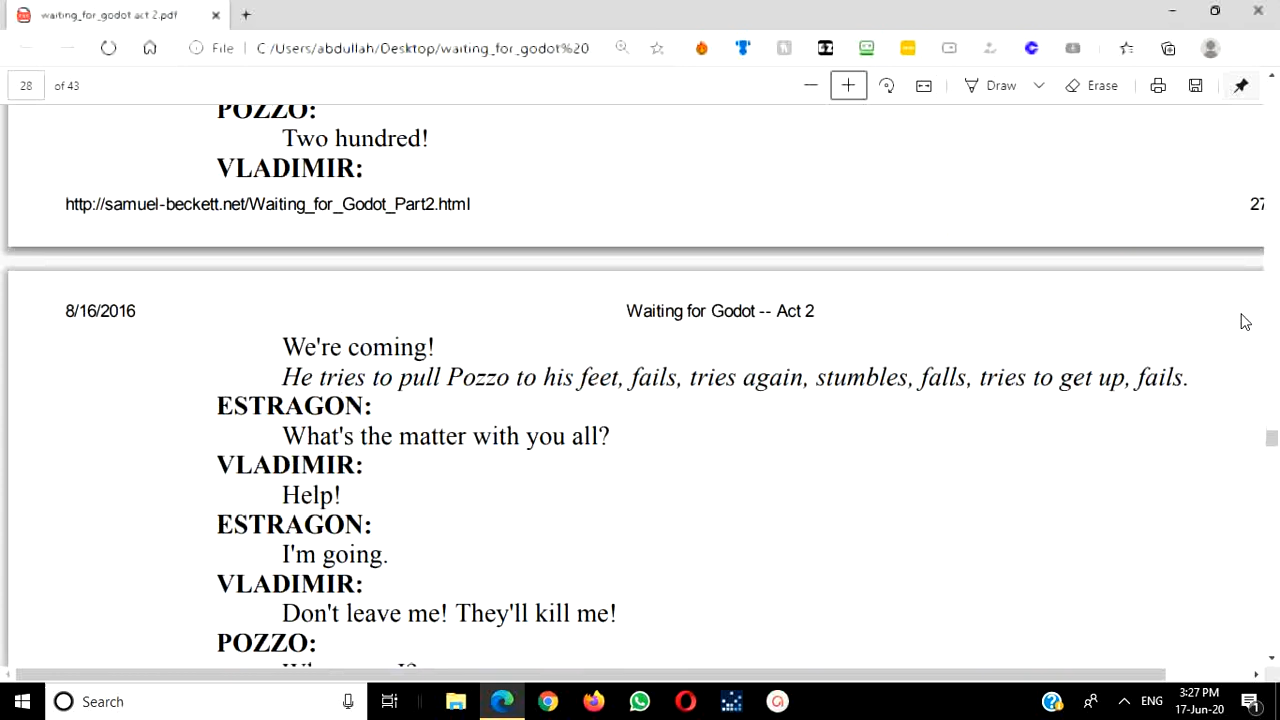 waiting_for_godot act 2.pdf
File
C:/Users/abdullah/Desktop/waiting_for_godot%20
28 of 43
Draw
Erase
POZZO:
Two hundred!
VLADIMIR:
http://samuel-beckett.net/Waiting_for_Godot_Part2.html
27
8/16/2016
Waiting for Godot -- Act 2
We're coming!
He tries to pull Pozzo to his feet, fails, tries again, stumbles, falls, tries to get up, fails.
ESTRAGON:
What's the matter with you all?
VLADIMIR:
Help!
ESTRAGON:
I'm going.
VLADIMIR:
Don't leave me! They'll kill me!
POZZO:
Search
ENG
3:27 PM
17-Jun-20